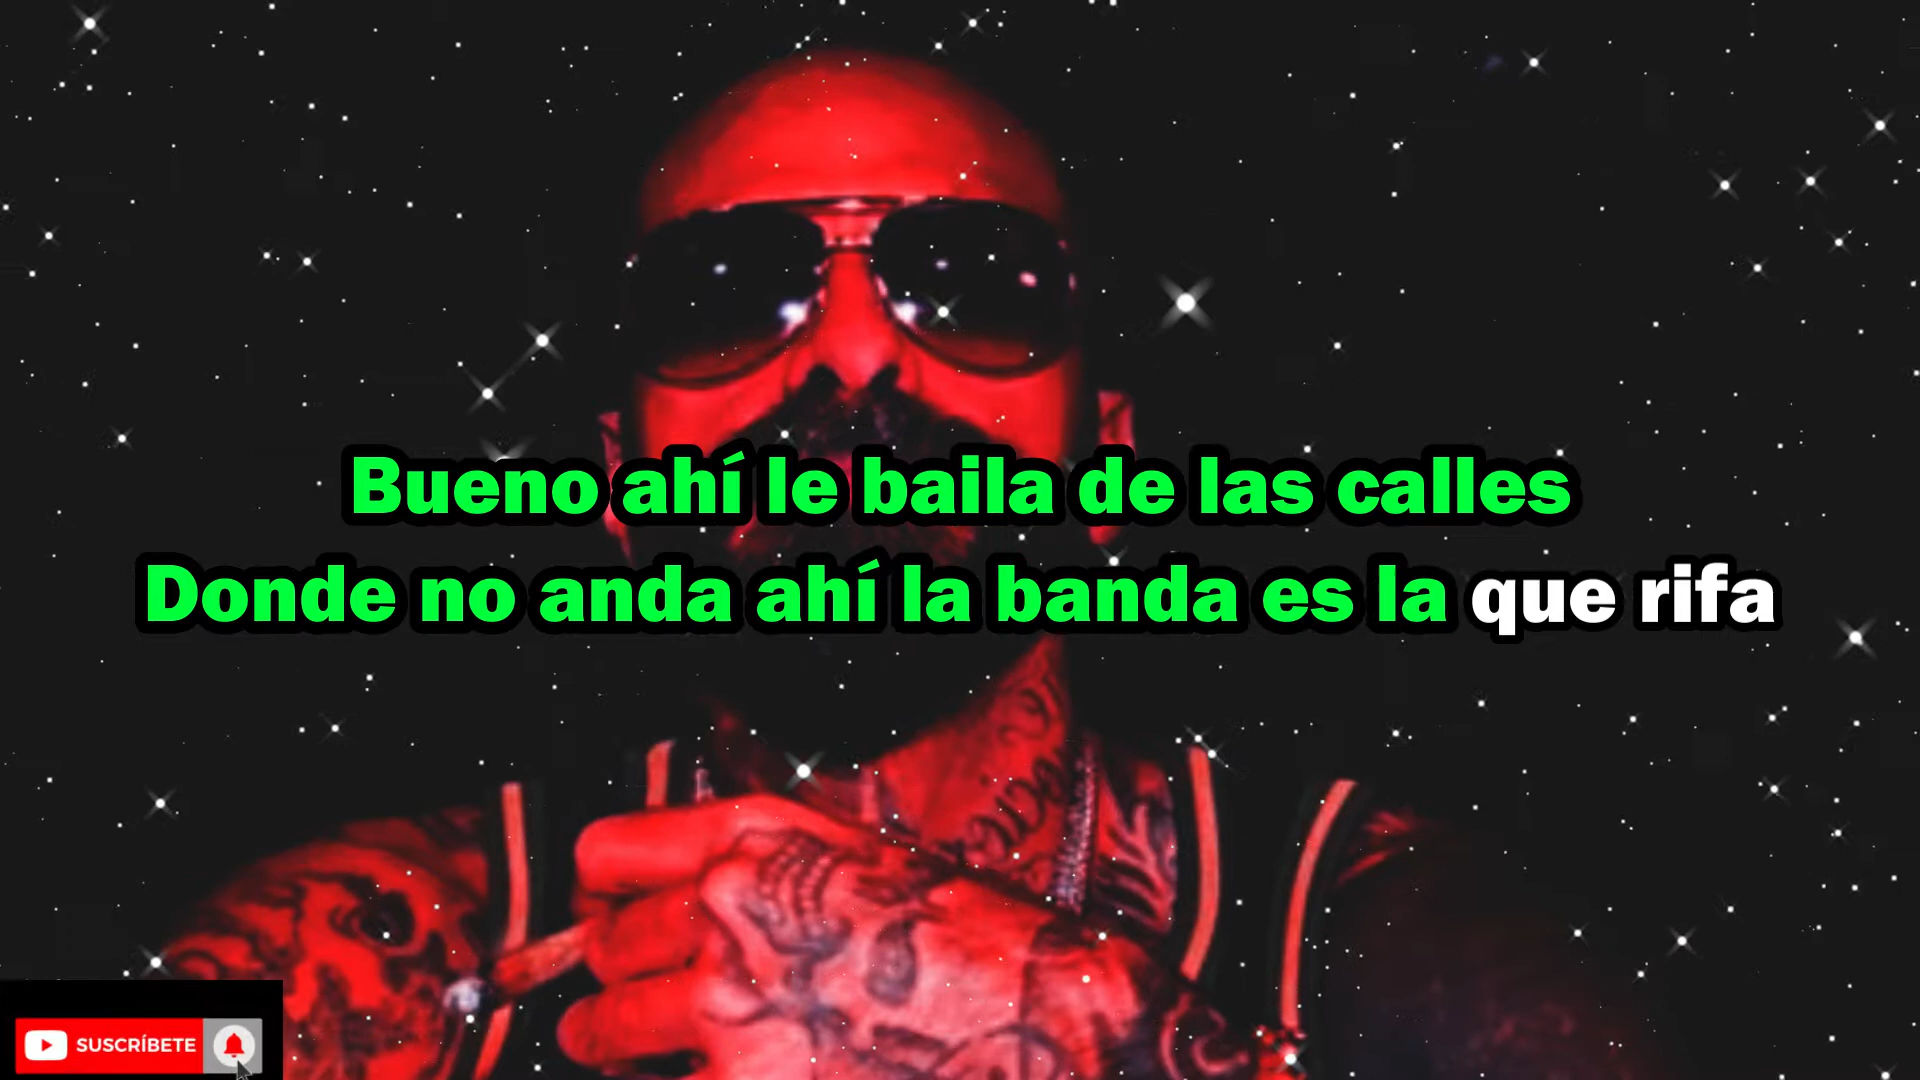 Bueno ahí le baila de las calles
Donde no anda ahí la banda es la que rifa
SUSCRÍBETE